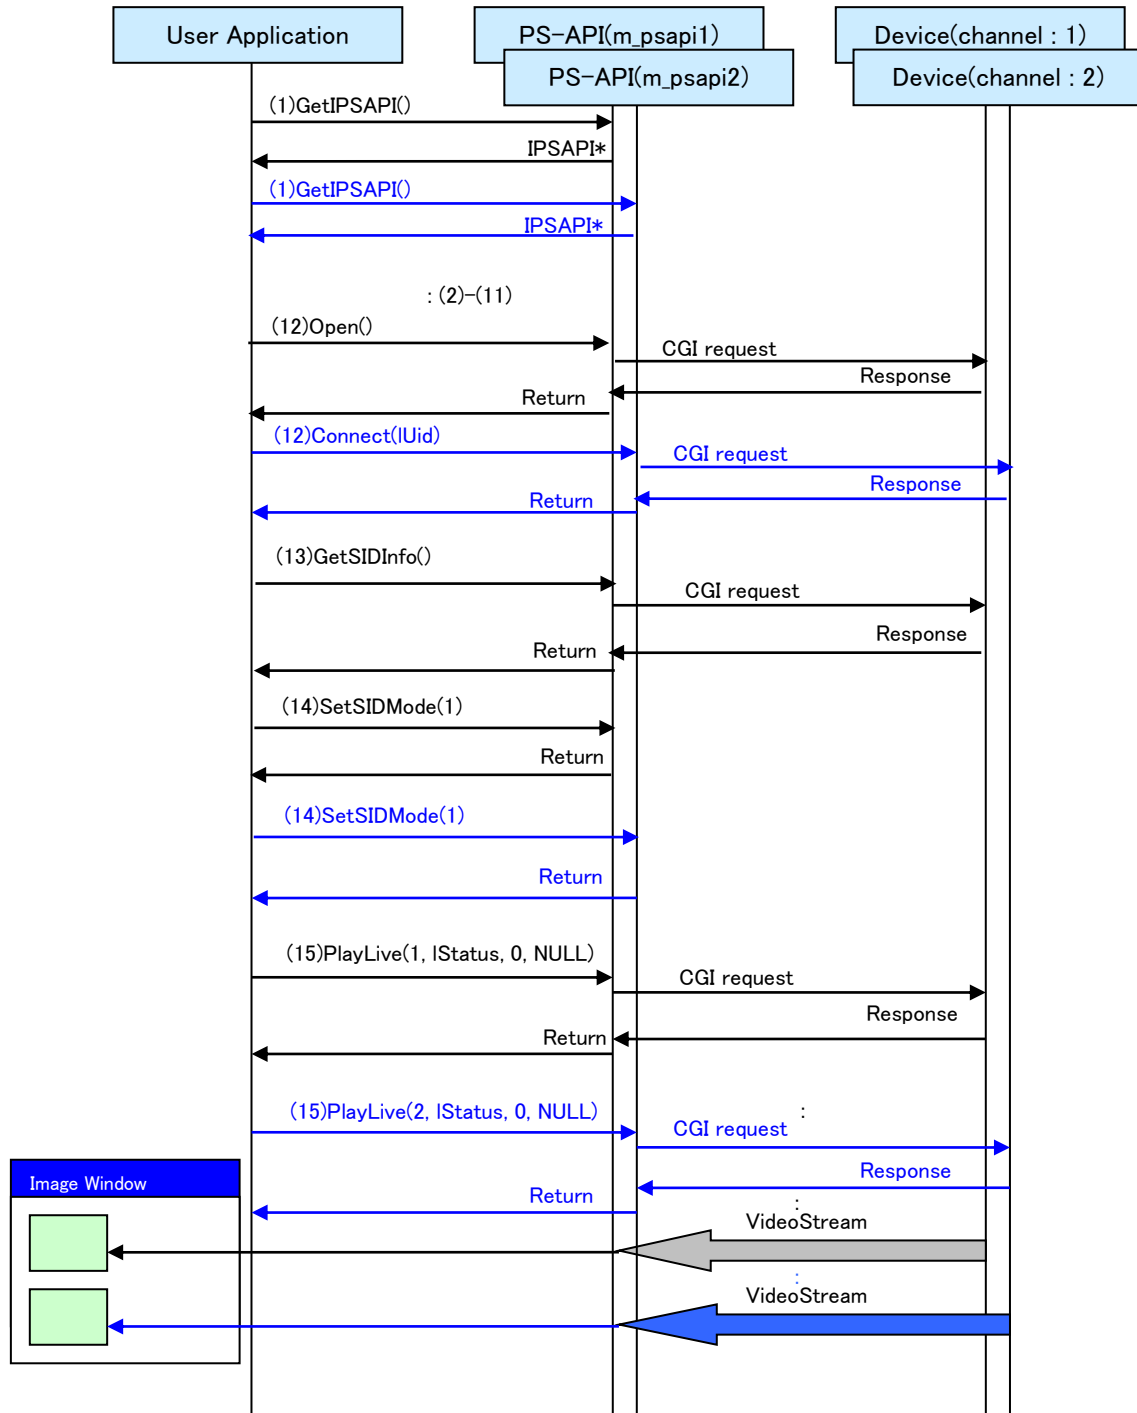 User Application
PS-API(m_psapi1)
Device(channel : 1)
PS-API(m_psapi2)
Device(channel : 2)
(1)GetIPSAPI()
IPSAPI*
(1)GetIPSAPI()
IPSAPI*
: (2)-(11)
(12)Open()
CGI request
Response
Return
(12)Connect(lUid)
CGI request
Response
Return
(13)GetSIDInfo()
CGI request
Response
Return
(14)SetSIDMode(1)
Return
(14)SetSIDMode(1)
Return
(15)PlayLive(1, lStatus, 0, NULL)
CGI request
Response
Return
(15)PlayLive(2, lStatus, 0, NULL)
:
CGI request
Response
Image Window
Return
:
VideoStream
:
VideoStream